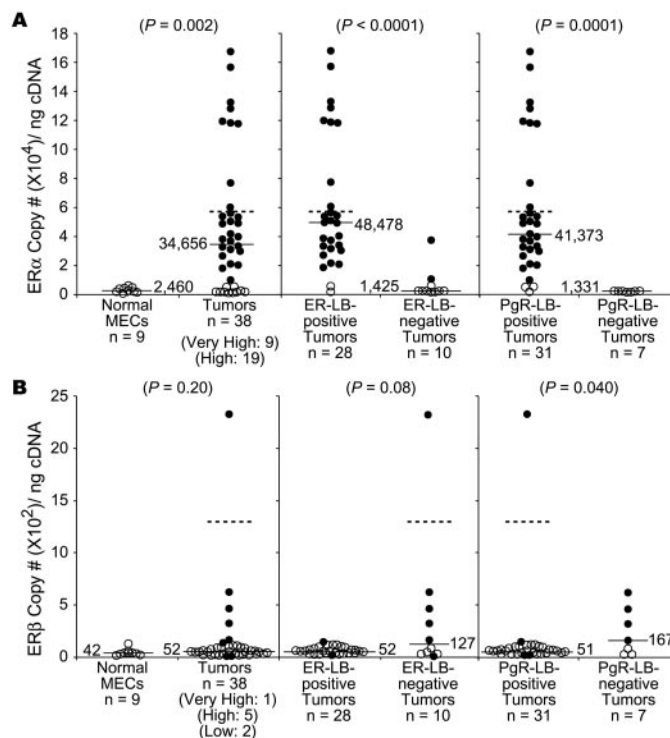 A
(P = 0.002)
(P < 0.0001)
(P = 0.0001)
ERα Copy # (X10⁴)/ ng cDNA
18
16
14
12
10
8
6
4
2
0
2,460
34,656
48,478
1,425
41,373
1,331
Normal
MECs
n = 9
Tumors
n = 38
(Very High: 9)
(High: 19)
ER-LB-
positive
Tumors
n = 28
ER-LB-
negative
Tumors
n = 10
PgR-LB-
positive
Tumors
n = 31
PgR-LB-
negative
Tumors
n = 7
B
(P = 0.20)
(P = 0.08)
(P = 0.040)
ERβ Copy # (X10²)/ ng cDNA
25
20
15
10
5
0
42
52
52
127
51
167
Normal
MECs
n = 9
Tumors
n = 38
(Very High: 1)
(High: 5)
(Low: 2)
ER-LB-
positive
Tumors
n = 28
ER-LB-
negative
Tumors
n = 10
PgR-LB-
positive
Tumors
n = 31
PgR-LB-
negative
Tumors
n = 7